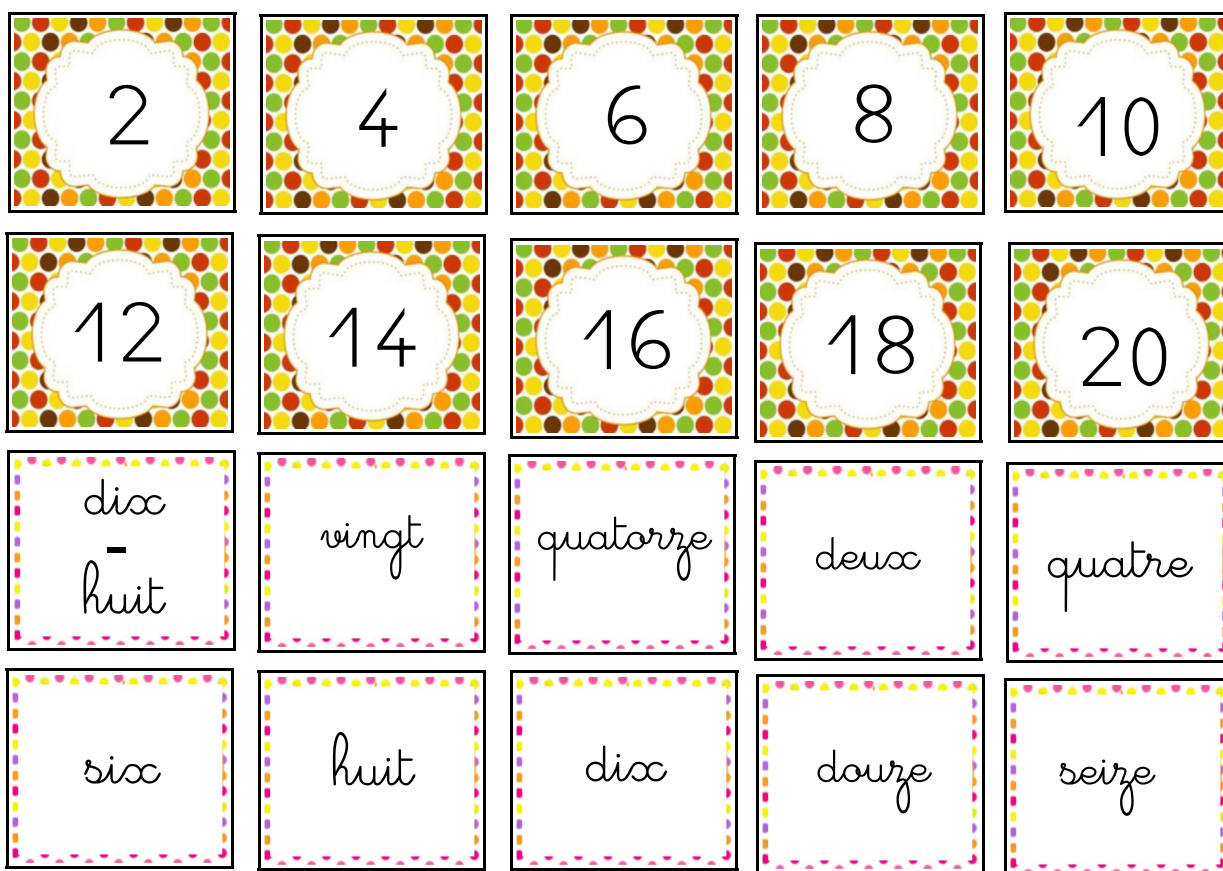 2
4
6
8
10
12
14
16
18
20
dix
-
huit
vingt
quatorze
deux
quatre
six
huit
dix
douze
seize